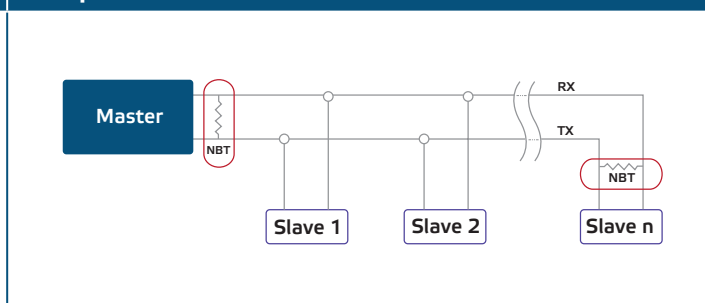 RX
Master
TX
NBT
NBT
Slave 1
Slave 2
Slave n